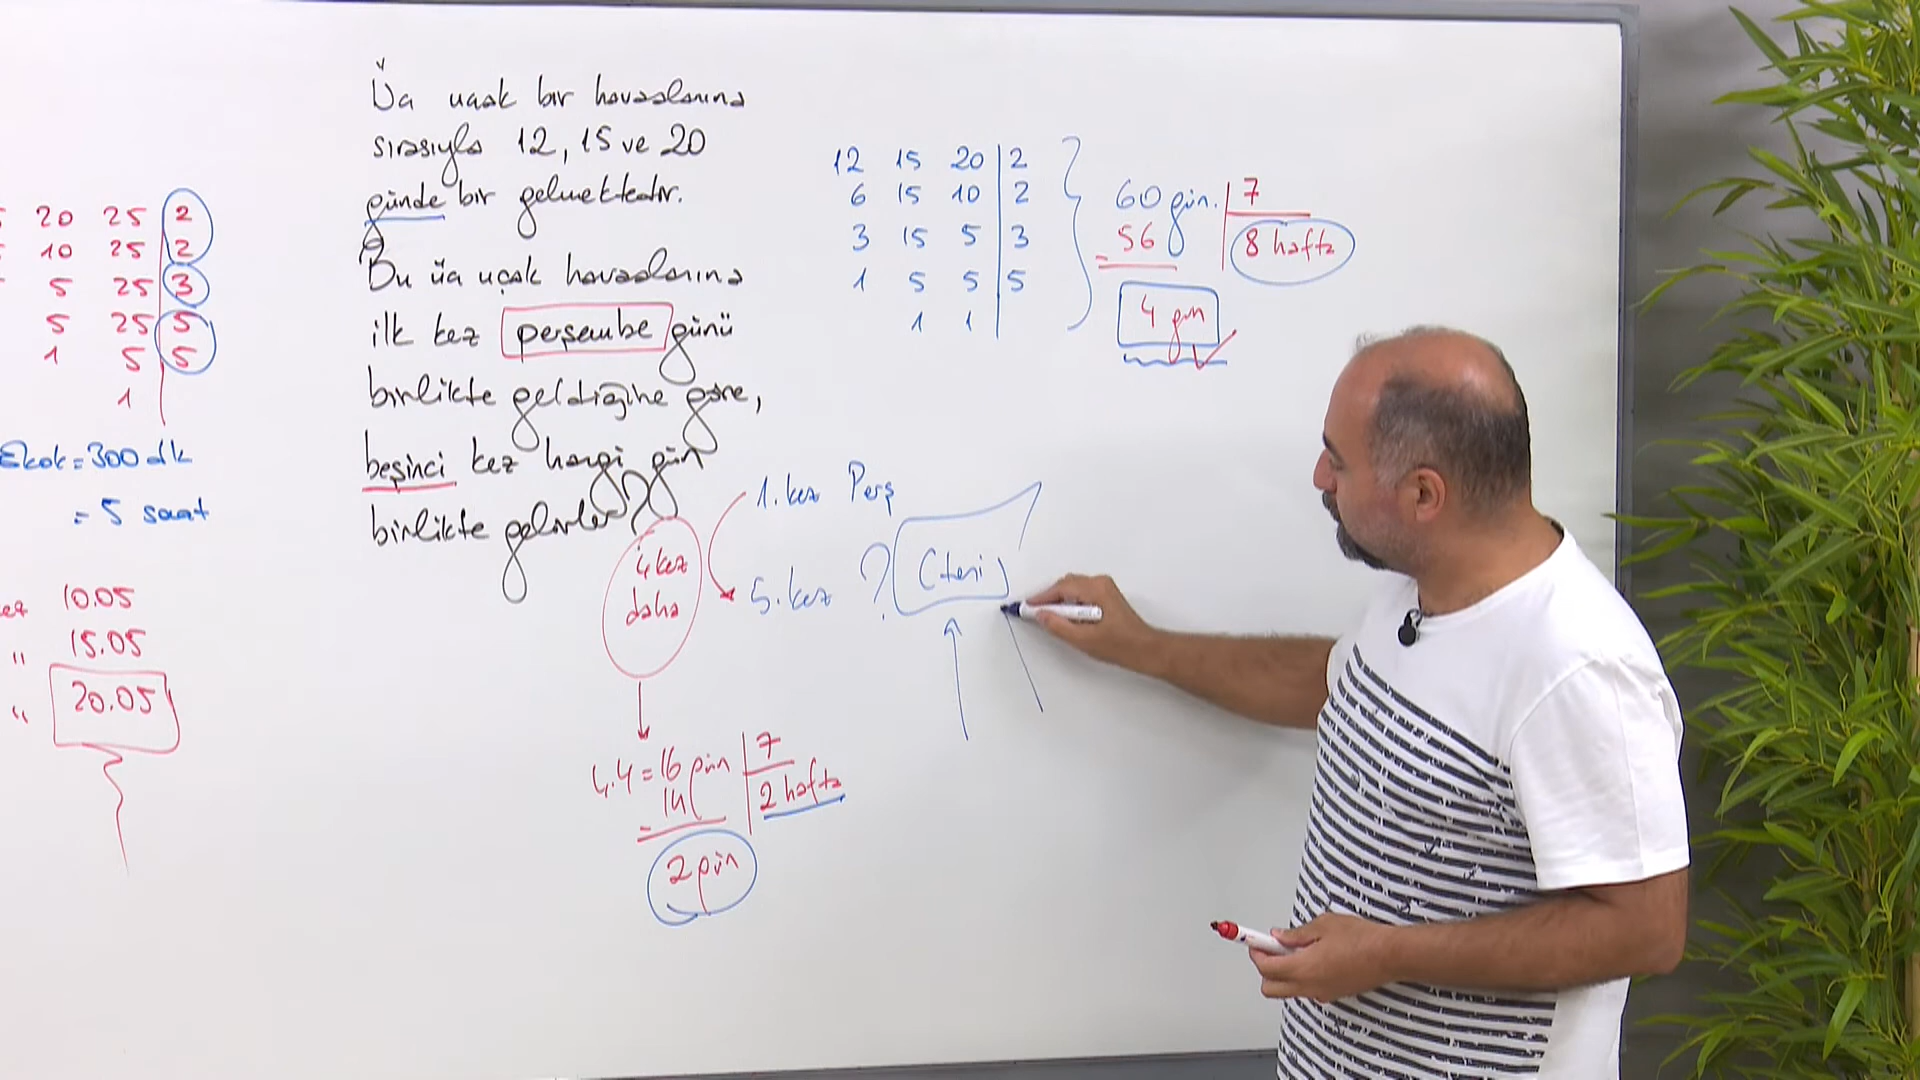 20 25 2
10 25 2
5 25 3
5 25 5
1 5 5
1
Ekok = 300 dk
= 5 saat
10.05
" 15.05
" 20.05
Üç uçak bir havaalanına
sırasıyla 12, 15 ve 20
günde bir gelmektedir.
Bu üç uçak havaalanına
ilk kez perşembe günü
birlikte geldiğine göre,
beşinci kez hangi gün
birlikte gelirler?
4 kez
daha
4.4 = 16 gün 7
14 2 hafta
2 gün
1. kez Perş
5. kez ? Ctesi
12 15 20 2
6 15 10 2
3 15 5 3
1 5 5 5
1 1
60 gün. 7
56 8 hafta
4 gün